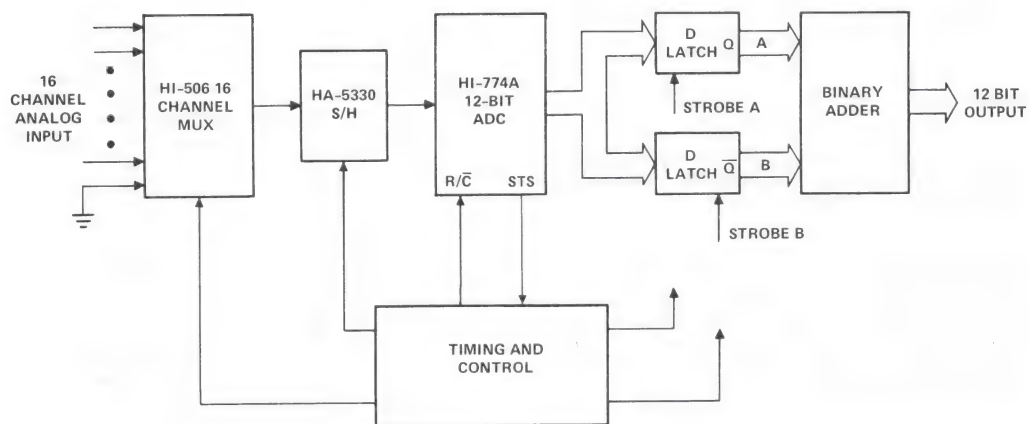 16
CHANNEL
ANALOG
INPUT
HI-506 16
CHANNEL
MUX
HA-5330
S/H
HI-774A
12-BIT
ADC
R/C̅ STS
D
LATCH Q
A
STROBE A
D
LATCH Q̅
B
STROBE B
BINARY
ADDER
12 BIT
OUTPUT
TIMING AND
CONTROL